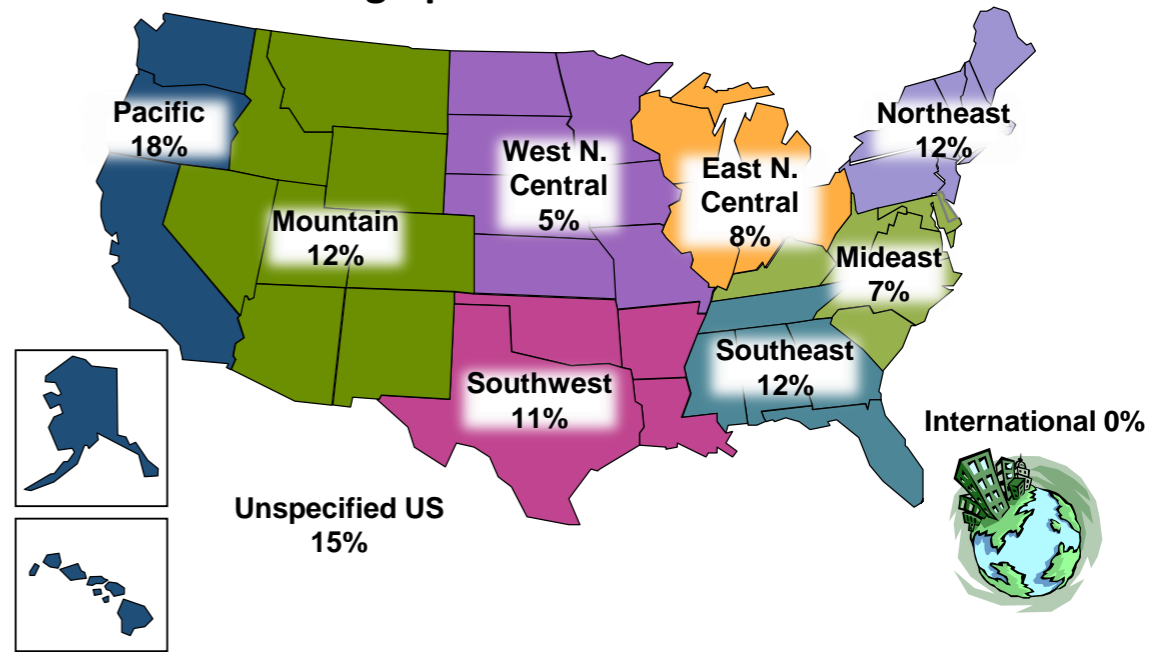 Pacific
18%
Northeast
12%
West N.
Central
5%
East N.
Central
8%
Mountain
12%
Mideast
7%
Southeast
12%
Southwest
11%
International 0%
Unspecified US
15%